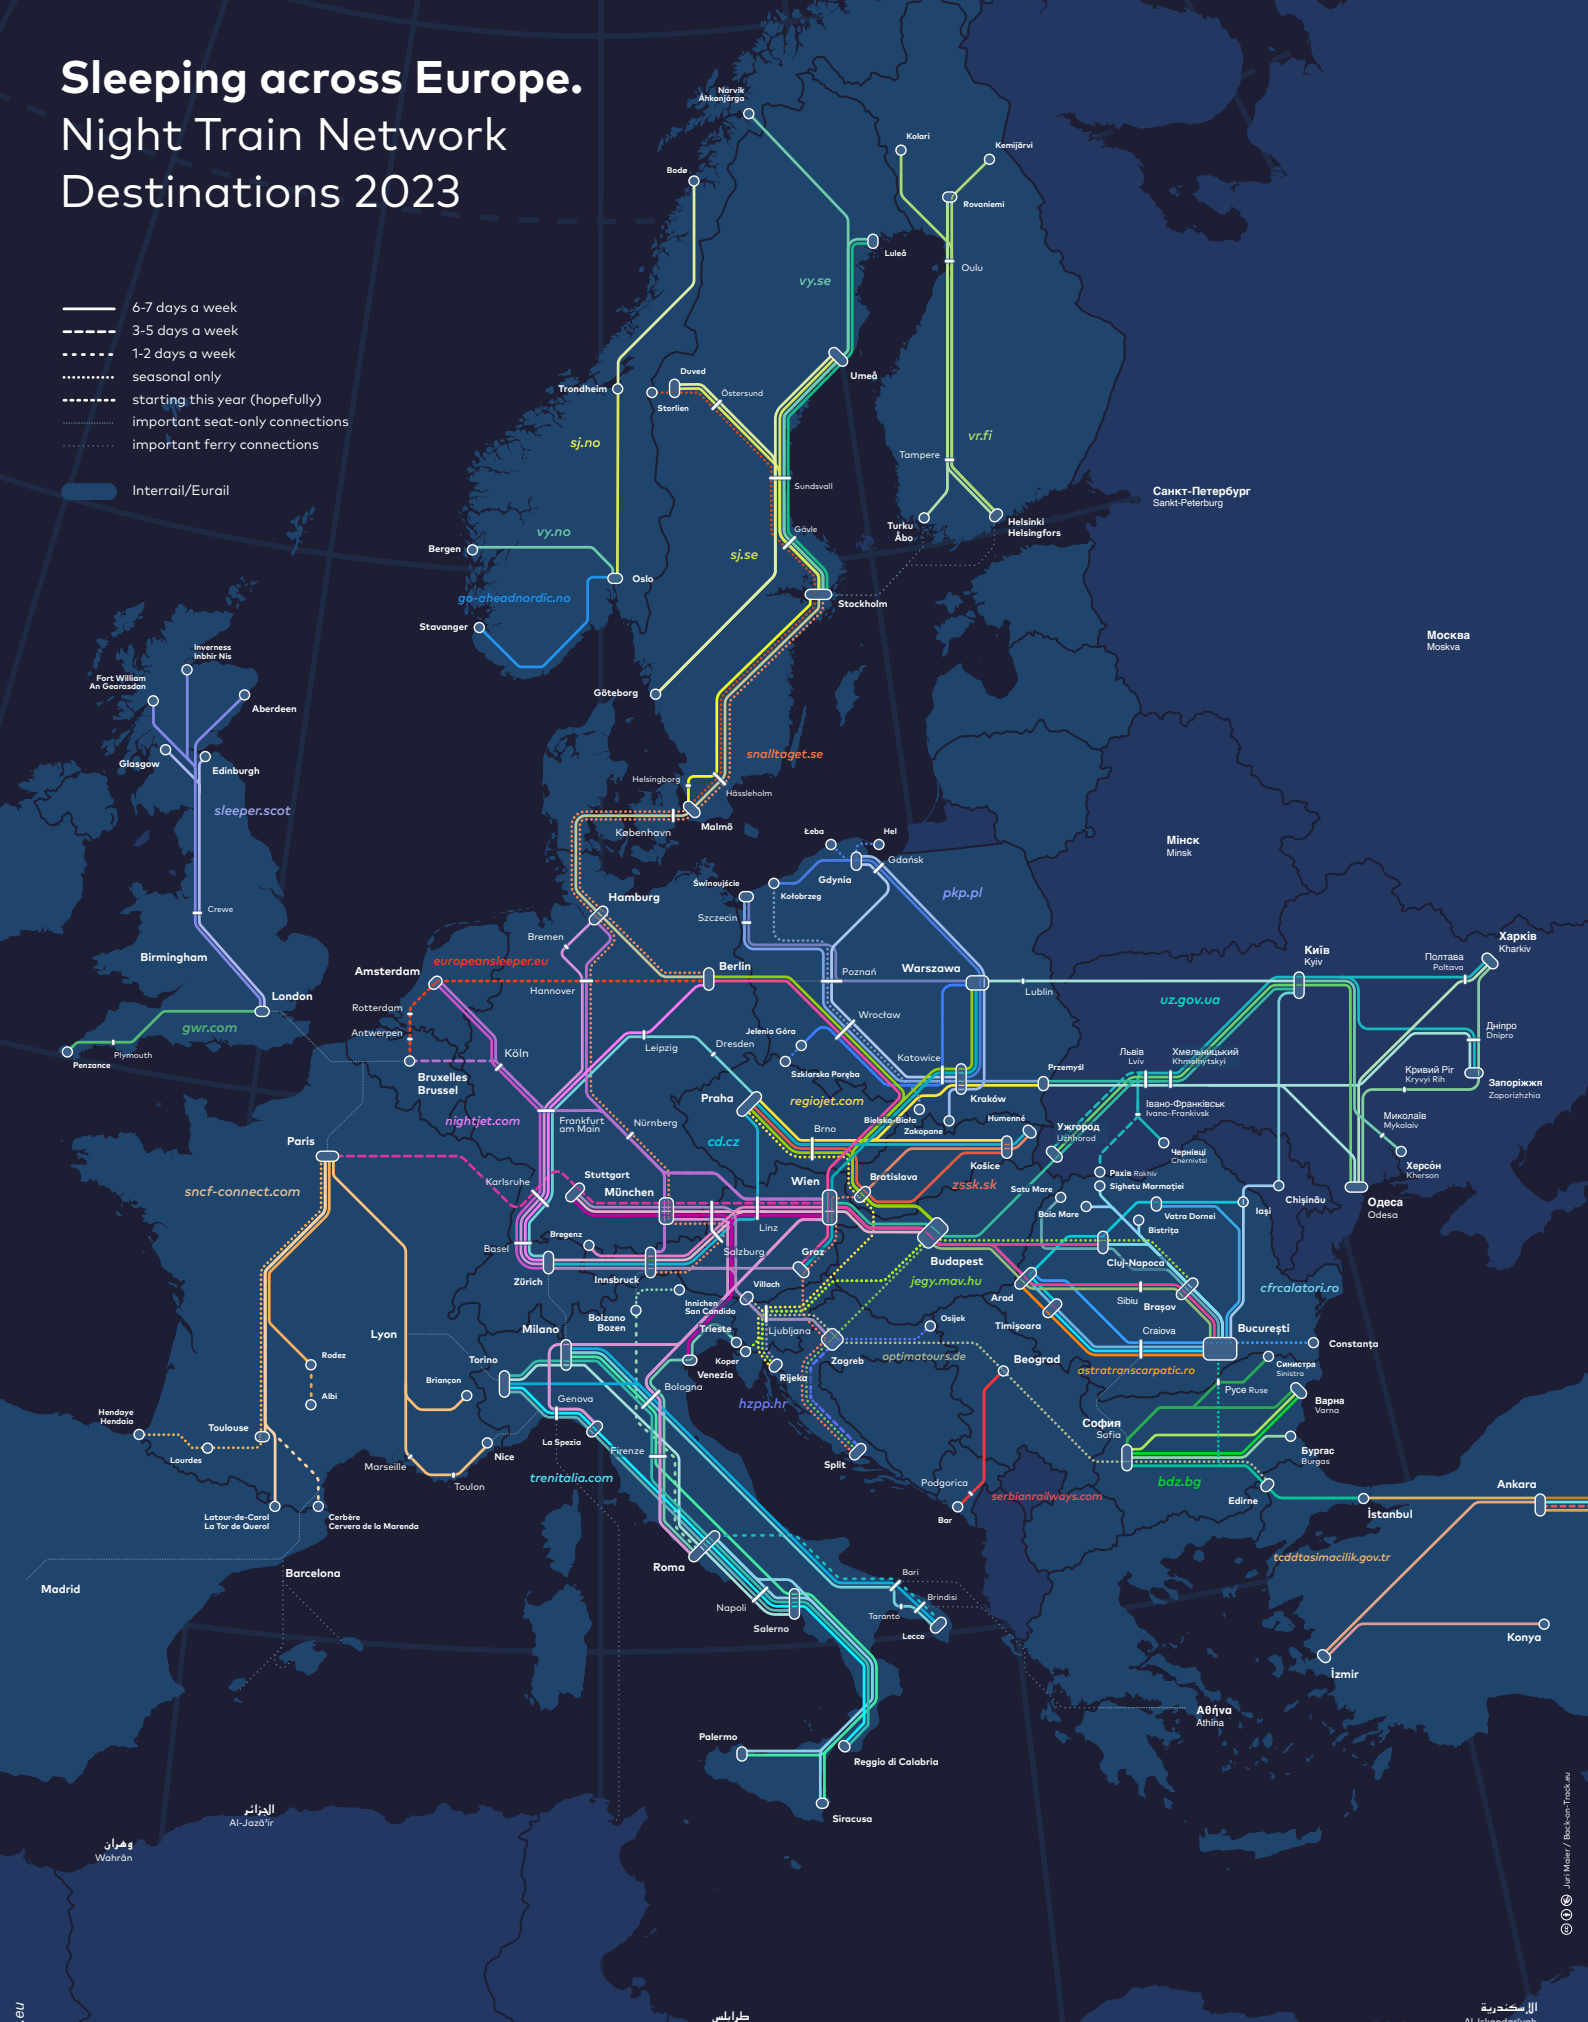 Sleeping across Europe.
Night Train Network
Destinations 2023
6-7 days a week
3-5 days a week
1-2 days a week
seasonal only
starting this year (hopefully)
important seat-only connections
important ferry connections
Interrail/Eurail
Narvik
Áhkanjárga
Kolari
Kemijärvi
Bodø
Rovaniemi
Luleå
Oulu
vy.se
Umeå
Duved
Östersund
Trondheim
Storlien
sj.no
vr.fi
Tampere
Sundsvall
Санкт-Петербург
Sankt-Peterburg
Turku
Åbo
Helsinki
Helsingfors
Gävle
vy.no
Bergen
sj.se
Oslo
go-aheadnordic.no
Stockholm
Stavanger
Москва
Moskva
Inverness
Inbhir Nis
Fort William
An Gearasdan
Aberdeen
Göteborg
Glasgow
Edinburgh
snalltaget.se
Helsingborg
Hässleholm
sleeper.scot
København
Malmö
Łeba
Hel
Мінск
Minsk
Gdańsk
Gdynia
Świnoujście
Kołobrzeg
pkp.pl
Hamburg
Crewe
Szczecin
Bremen
Харків
Kharkiv
Київ
Kyiv
Полтава
Poltava
Birmingham
europeansleeper.eu
Amsterdam
Berlin
Poznań
Warszawa
Hannover
Lublin
London
uz.gov.ua
Rotterdam
Wrocław
gwr.com
Antwerpen
Jelenia Góra
Дніпро
Dnipro
Plymouth
Penzance
Köln
Leipzig
Dresden
Katowice
Львів
Lviv
Хмельницький
Khmelnytskyi
Bruxelles
Brussel
Szklarska Poręba
Przemyśl
Кривий Ріг
Kryvyi Rih
Запоріжжя
Zaporizhzhia
Praha
regiojet.com
Kraków
Івано-Франківськ
Ivano-Frankivsk
Миколаїв
Mykolaiv
nightjet.com
Frankfurt
am Main
Nürnberg
Brno
Bielsko-Biała
Zakopane
Humenné
Ужгород
Uzhhorod
Paris
cd.cz
Košice
Чернівці
Chernivtsi
Херсон
Kherson
Karlsruhe
Stuttgart
München
Wien
Bratislava
zssk.sk
Рахів Rakhiv
Sighetu Marmației
Satu Mare
Baia Mare
Chișinău
Одеса
Odesa
sncf-connect.com
Vatra Dornei
Iași
Linz
Bistrița
Basel
Bregenz
Salzburg
Graz
Budapest
Cluj-Napoca
Zürich
Innsbruck
jegy.mav.hu
cfrcalatori.ro
Villach
Arad
Sibiu
Brașov
Innichen
San Candido
Bolzano
Bozen
Timișoara
Lyon
Milano
Trieste
Ljubljana
Osijek
Craiova
București
Constanța
Rodez
Torino
Koper
Venezia
Zagreb
optimatours.de
Beograd
astratranscarpatic.ro
Синистра
Sinistra
Briançon
Rijeka
Русе Ruse
Albi
Genova
Bologna
hzpp.hr
Варна
Varna
Hendaye
Hendaia
Toulouse
София
Sofia
Lourdes
La Spezia
Firenze
Бургас
Burgas
Nice
Split
Marseille
Toulon
trenitalia.com
Podgorica
serbianrailways.com
bdz.bg
Ankara
Edirne
Bar
İstanbul
Latour-de-Carol
La Tor de Querol
Cerbère
Cervera de la Marenda
Madrid
Barcelona
Roma
Bari
tcddtasimacilik.gov.tr
Napoli
Brindisi
Taranto
Salerno
Lecce
Konya
İzmir
Αθήνα
Athína
Palermo
Reggio di Calabria
Siracusa
الجزائر
Al-Jazā'ir
وهران
Wahrān
Juri Maier / Back-on-Track.eu
.eu
طرابلس
الإسكندرية